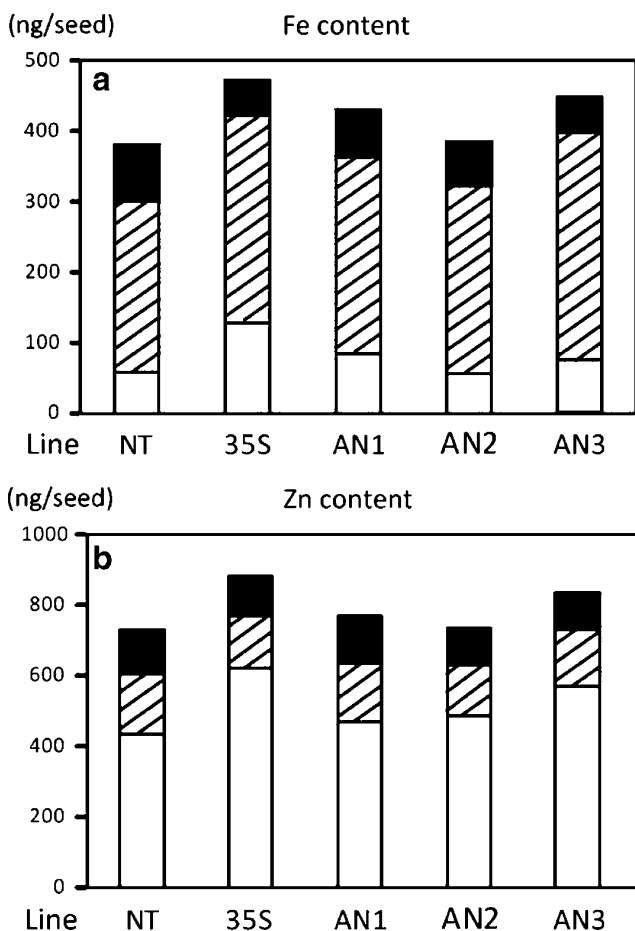 (ng/seed) Fe content
500
a
400
300
200
100
0
Line NT 35S AN1 AN2 AN3
(ng/seed) Zn content
1000
b
800
600
400
200
0
Line NT 35S AN1 AN2 AN3